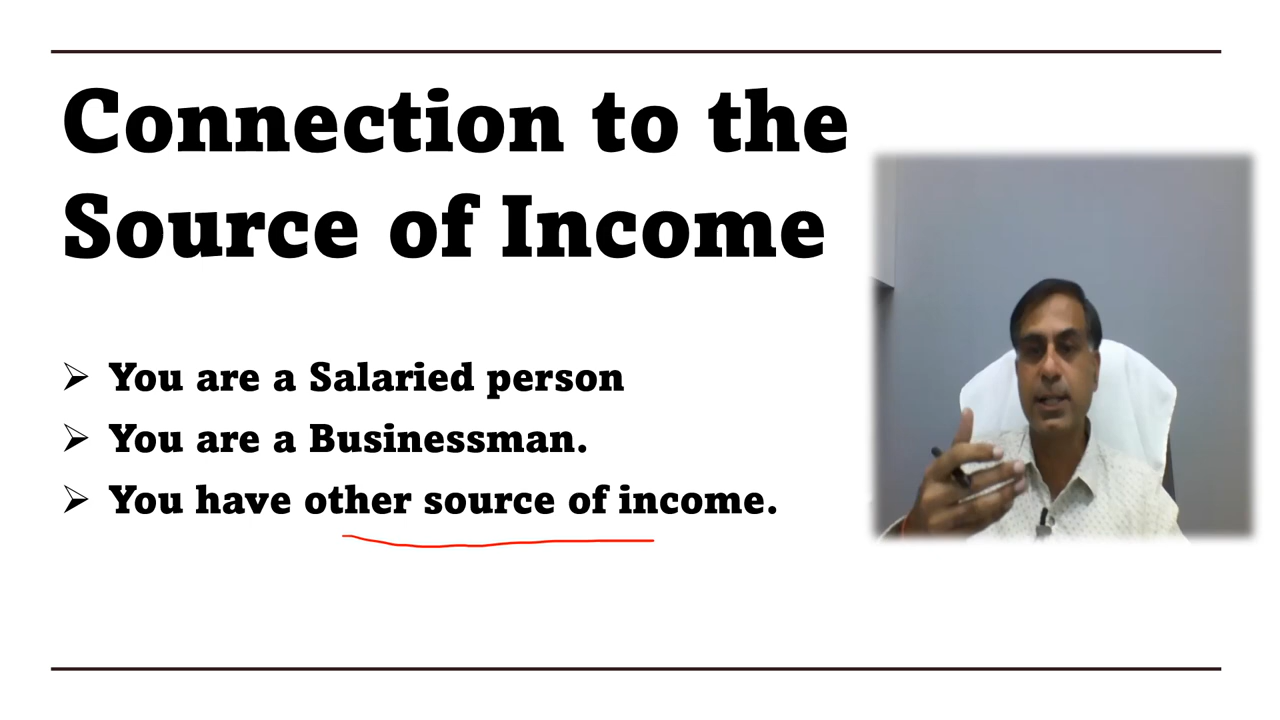 Connection to the
Source of Income
You are a Salaried person
You are a Businessman.
You have other source of income.